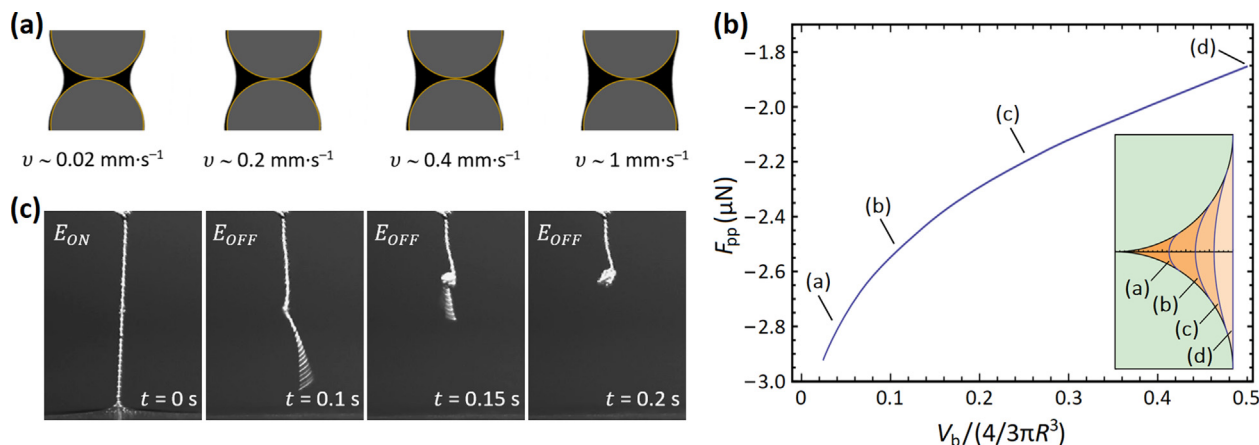 (a)
υ ~ 0.02 mm·s⁻¹
υ ~ 0.2 mm·s⁻¹
υ ~ 0.4 mm·s⁻¹
υ ~ 1 mm·s⁻¹
(c)
E_ON
t = 0 s
E_OFF
t = 0.1 s
E_OFF
t = 0.15 s
E_OFF
t = 0.2 s
(b)
−1.8
−2.0
−2.2
−2.4
−2.6
−2.8
−3.0
F_pp (μN)
(a)
(b)
(c)
(d)
(a)
(b)
(c)
(d)
0
0.1
0.2
0.3
0.4
0.5
V_b/(4/3πR³)